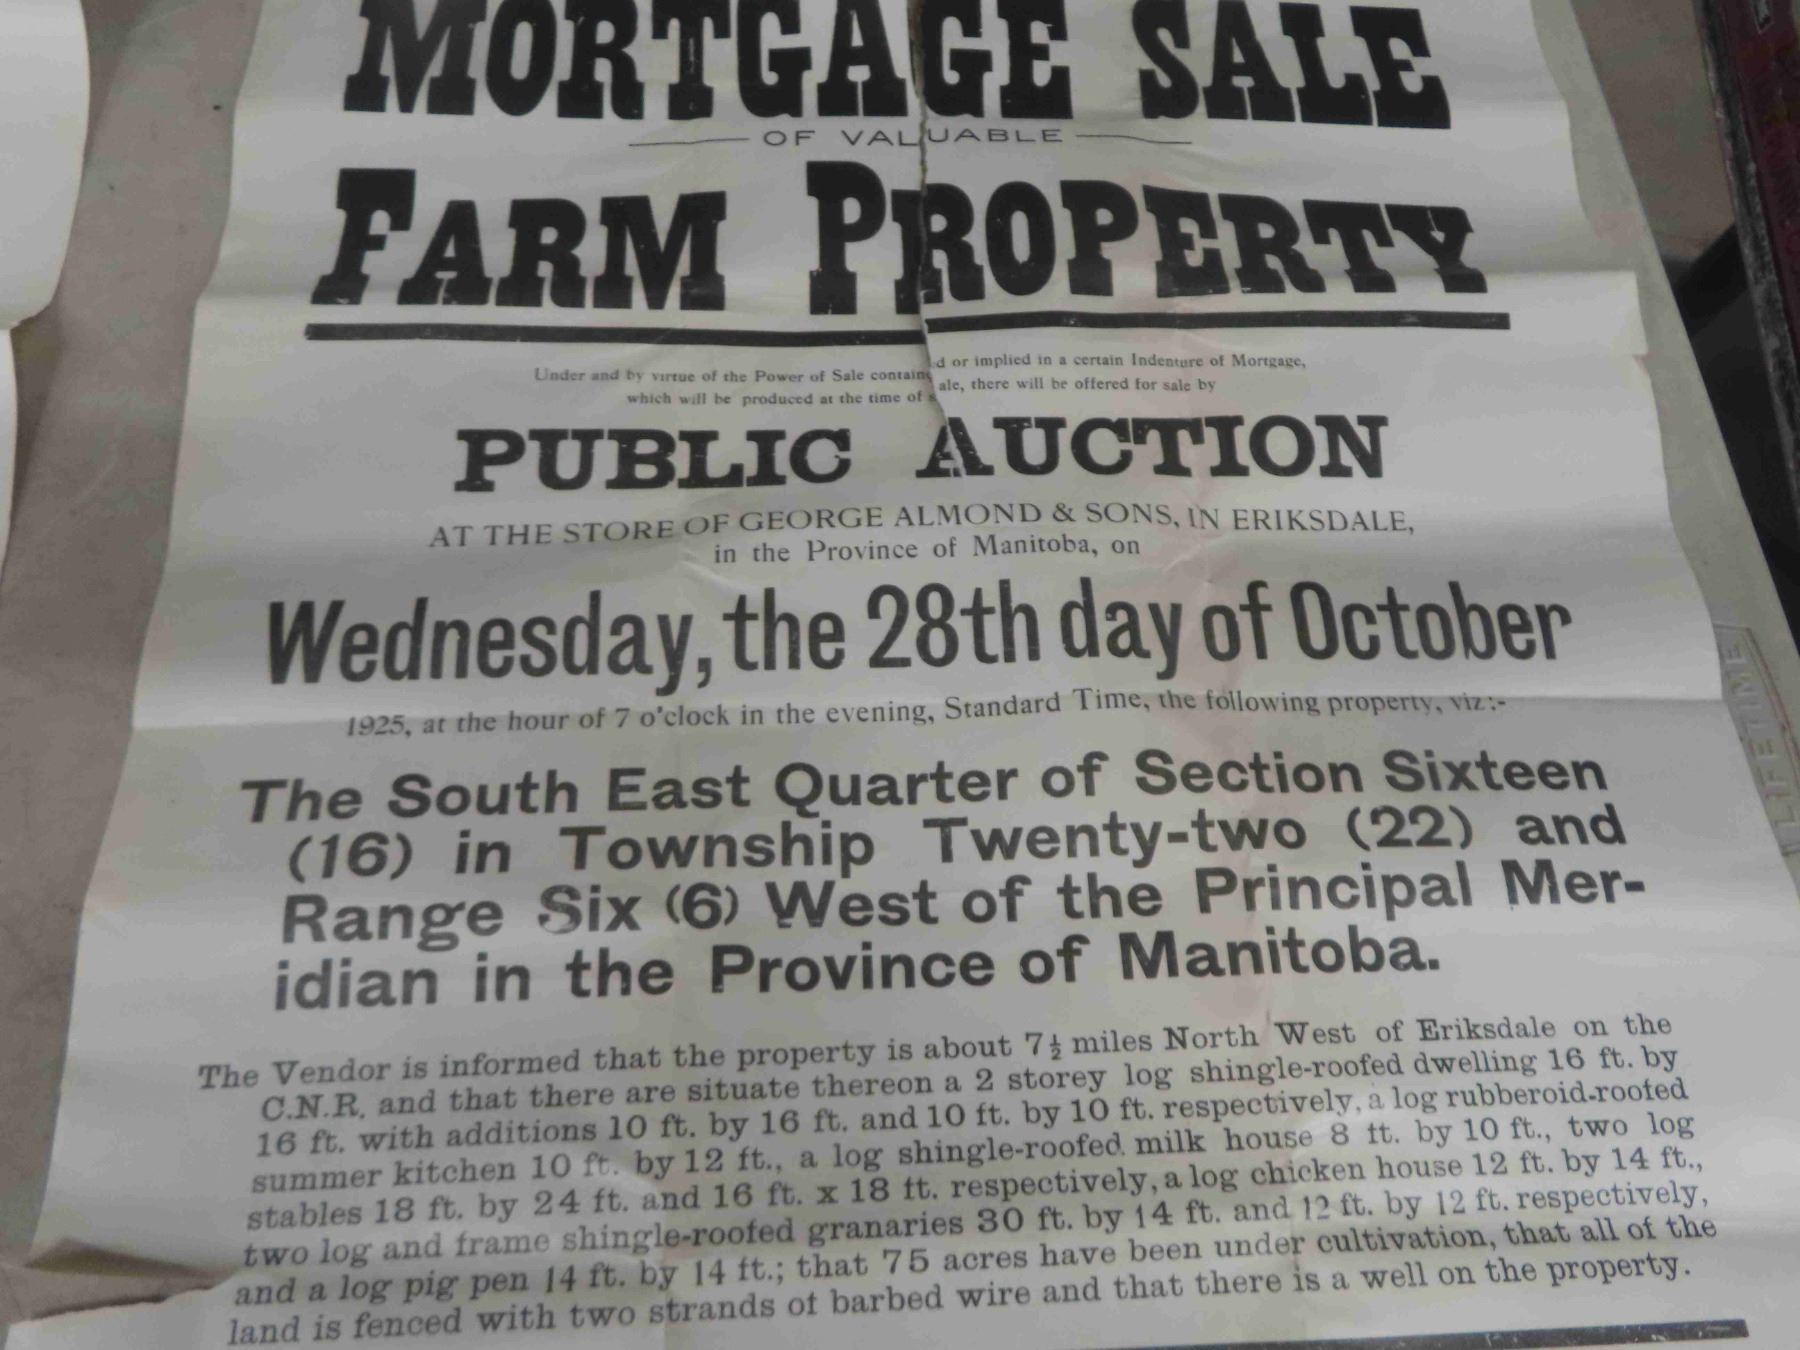 MORTGAGE SALE
OF VALUABLE
FARM PROPERTY
Under and by virtue of the Power of Sale contained or implied in a certain Indenture of Mortgage,
which will be produced at the time of sale, there will be offered for sale by
PUBLIC AUCTION
AT THE STORE OF GEORGE ALMOND & SONS, IN ERIKSDALE,
in the Province of Manitoba, on
Wednesday, the 28th day of October
1925, at the hour of 7 o'clock in the evening, Standard Time, the following property, viz:-
The South East Quarter of Section Sixteen
(16) in Township Twenty-two (22) and
Range Six (6) West of the Principal Mer-
idian in the Province of Manitoba.
The Vendor is informed that the property is about 7½ miles North West of Eriksdale on the
C.N.R. and that there are situate thereon a 2 storey log shingle-roofed dwelling 16 ft. by
16 ft. with additions 10 ft. by 16 ft. and 10 ft. by 10 ft. respectively, a log rubberoid-roofed
summer kitchen 10 ft. by 12 ft., a log shingle-roofed milk house 8 ft. by 10 ft., two log
stables 18 ft. by 24 ft. and 16 ft. x 18 ft. respectively, a log chicken house 12 ft. by 14 ft.,
two log and frame shingle-roofed granaries 30 ft. by 14 ft. and 12 ft. by 12 ft. respectively,
and a log pig pen 14 ft. by 14 ft.; that 75 acres have been under cultivation, that all of the
land is fenced with two strands of barbed wire and that there is a well on the property.
LIFETIME